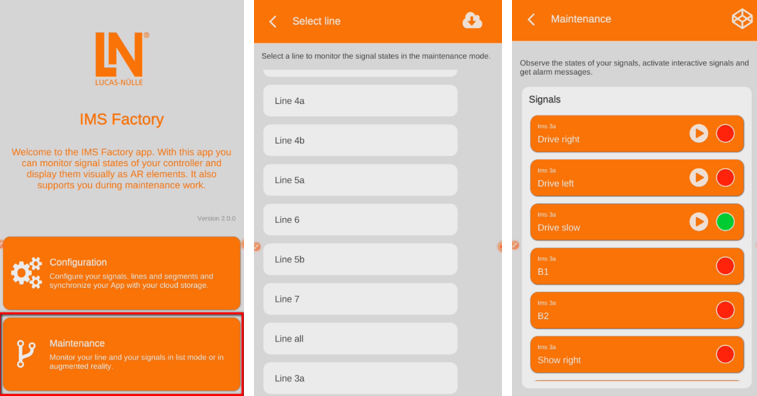 LN®
LUCAS-NÜLLE
IMS Factory
Welcome to the IMS Factory app. With this app you
can monitor signal states of your controller and
display them visually as AR elements. It also
supports you during maintenance work.
Version 2.0.0
Configuration
Configure your signals, lines and segments and
synchronize your App with your cloud storage.
Maintenance
Monitor your line and your signals in list mode or in
augmented reality.
Select line
Select a line to monitor the signal states in the maintenance mode.
Line 4a
Line 4b
Line 5a
Line 6
Line 5b
Line 7
Line all
Line 3a
Maintenance
Observe the states of your signals, activate interactive signals and
get alarm messages.
Signals
Ims 3a
Drive right
Ims 3a
Drive left
Ims 3a
Drive slow
Ims 3a
B1
Ims 3a
B2
Ims 3a
Show right